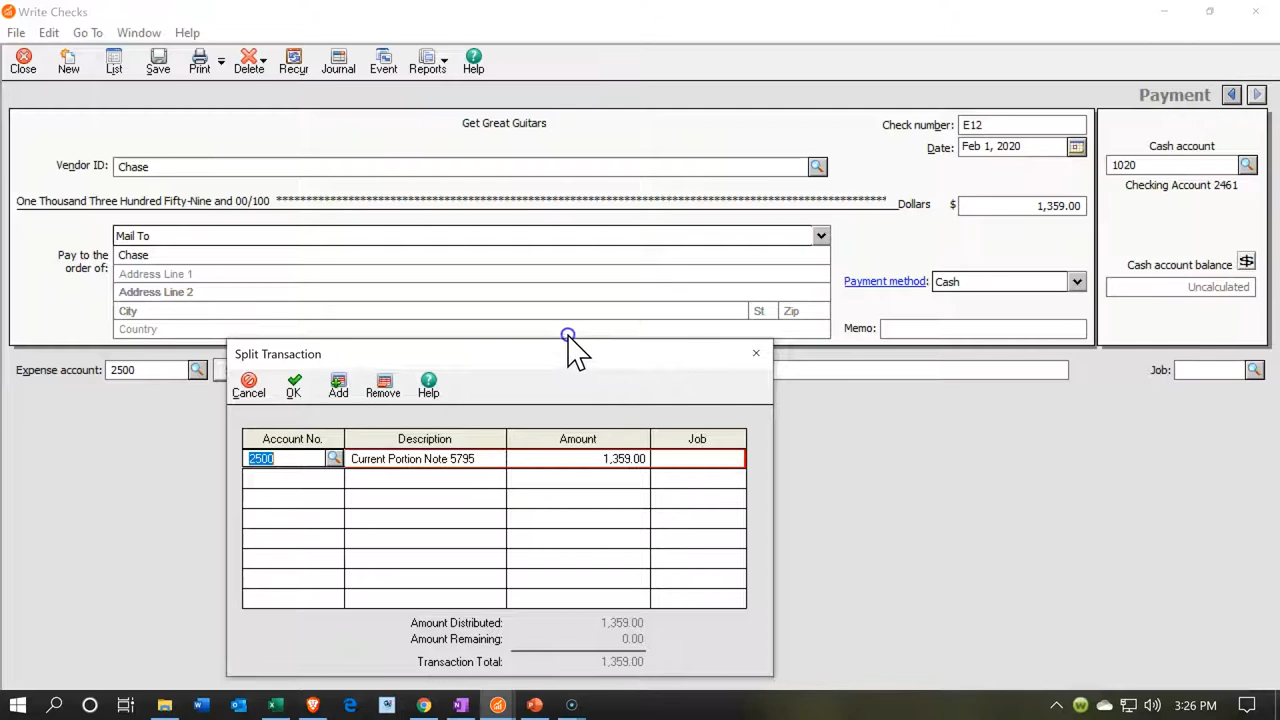 Write Checks
File Edit Go To Window Help
Close New List Save Print Delete Recur Journal Event Reports Help
Payment
Get Great Guitars
Check number: E12
Cash account
Date: Feb 1, 2020
Vendor ID: Chase
1020
Checking Account 2461
One Thousand Three Hundred Fifty-Nine and 00/100 **************************************************************************************** Dollars $ 1,359.00
Mail To
Pay to the order of: Chase
Address Line 1
Address Line 2
City St Zip
Country
Cash account balance
Uncalculated
Payment method: Cash
Memo:
Split Transaction
Expense account: 2500
Job:
Cancel OK Add Remove Help
Account No. Description Amount Job
2500 Current Portion Note 5795 1,359.00
Amount Distributed: 1,359.00
Amount Remaining: 0.00
Transaction Total: 1,359.00
3:26 PM